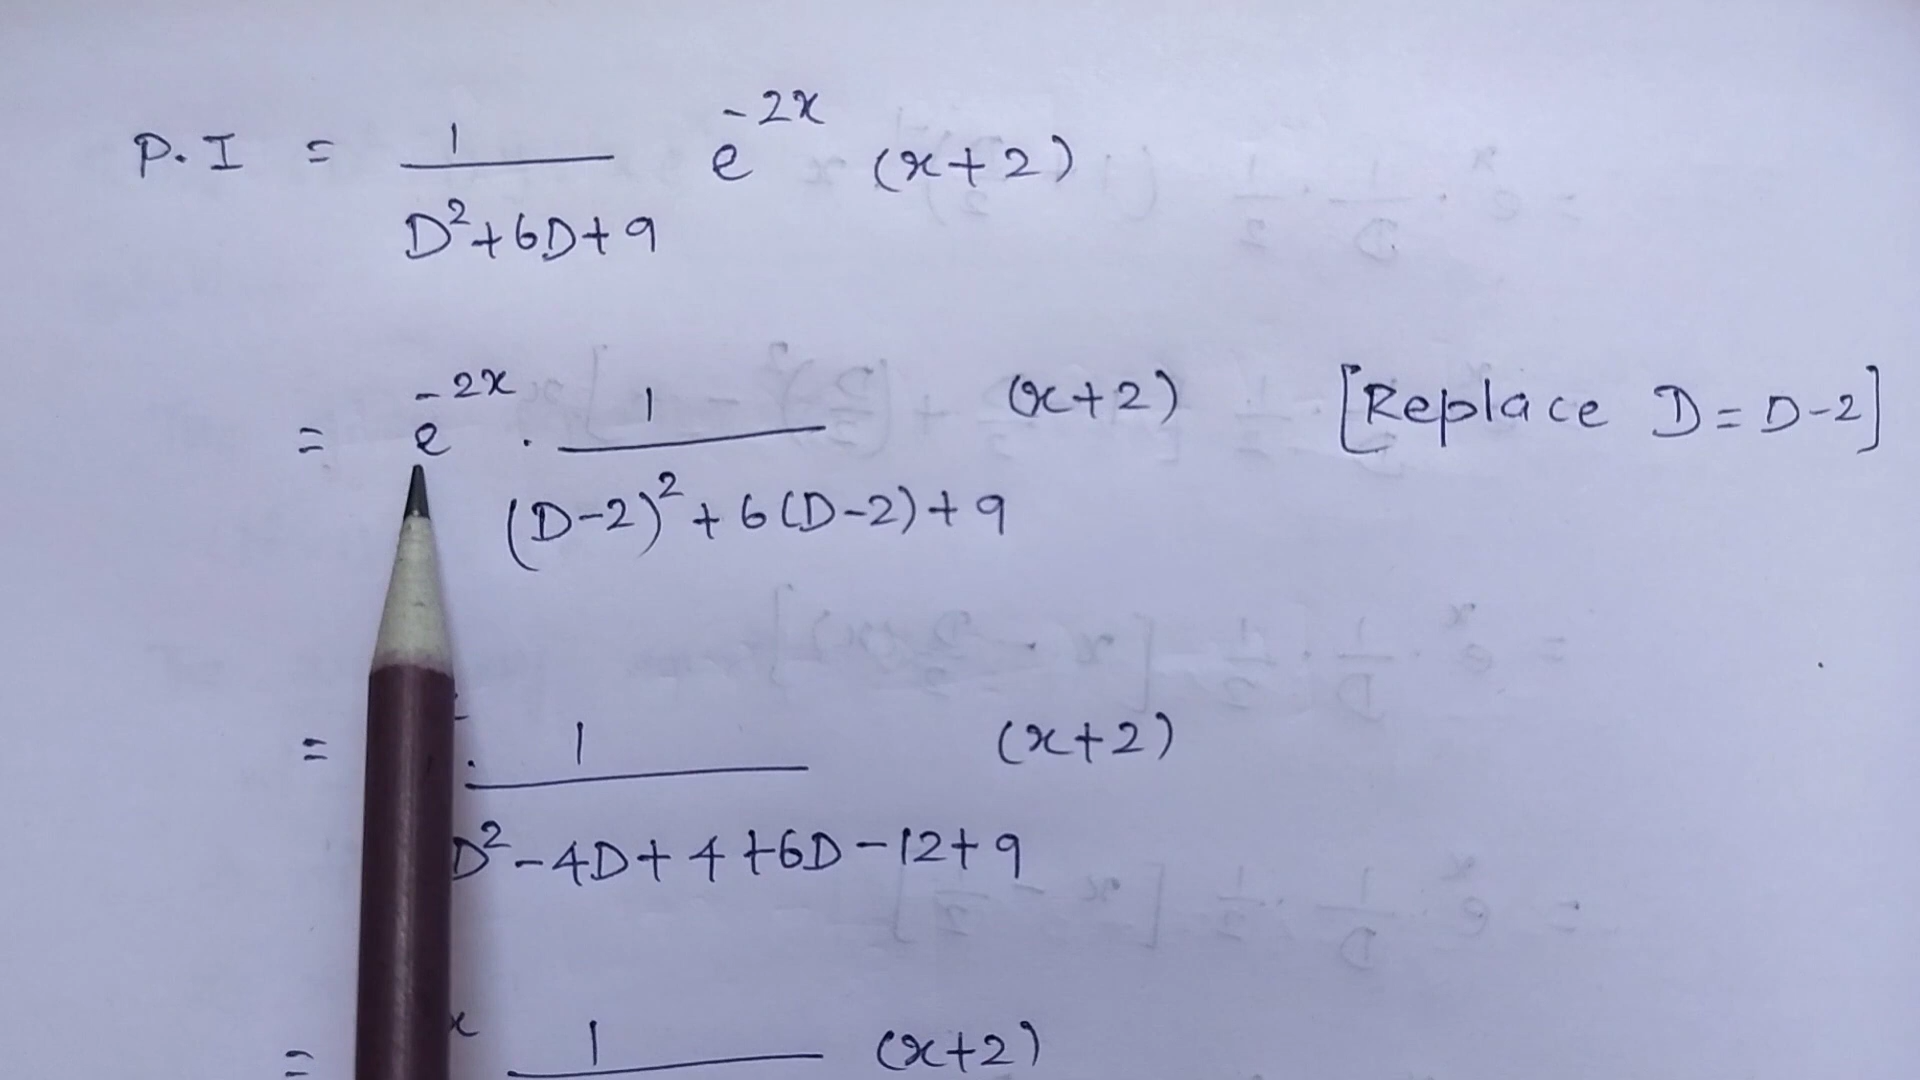 P.I = 1/(D²+6D+9) e^(-2x) (x+2)
= e^(-2x) . 1/((D-2)²+6(D-2)+9) (x+2) [Replace D=D-2]
= . 1/(D²-4D+4+6D-12+9) (x+2)
= x 1 (x+2)